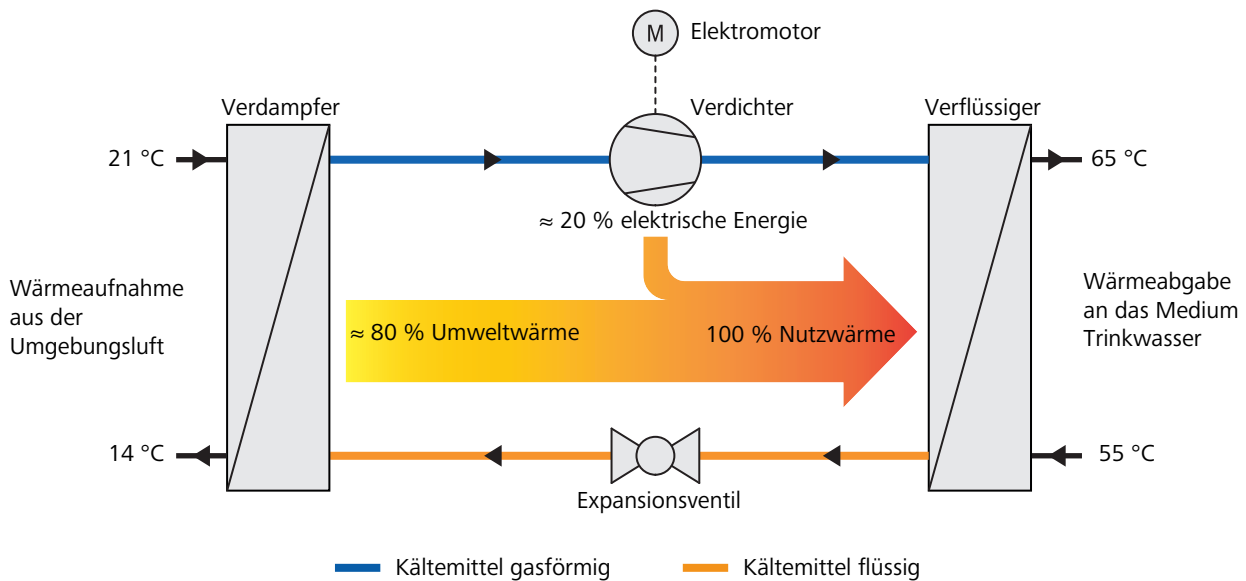 M
Elektromotor
Verdampfer
Verdichter
Verflüssiger
21 °C
65 °C
≈ 20 % elektrische Energie
Wärmeaufnahme
aus der
Umgebungsluft
≈ 80 % Umweltwärme
100 % Nutzwärme
Wärmeabgabe
an das Medium
Trinkwasser
14 °C
55 °C
Expansionsventil
Kältemittel gasförmig
Kältemittel flüssig